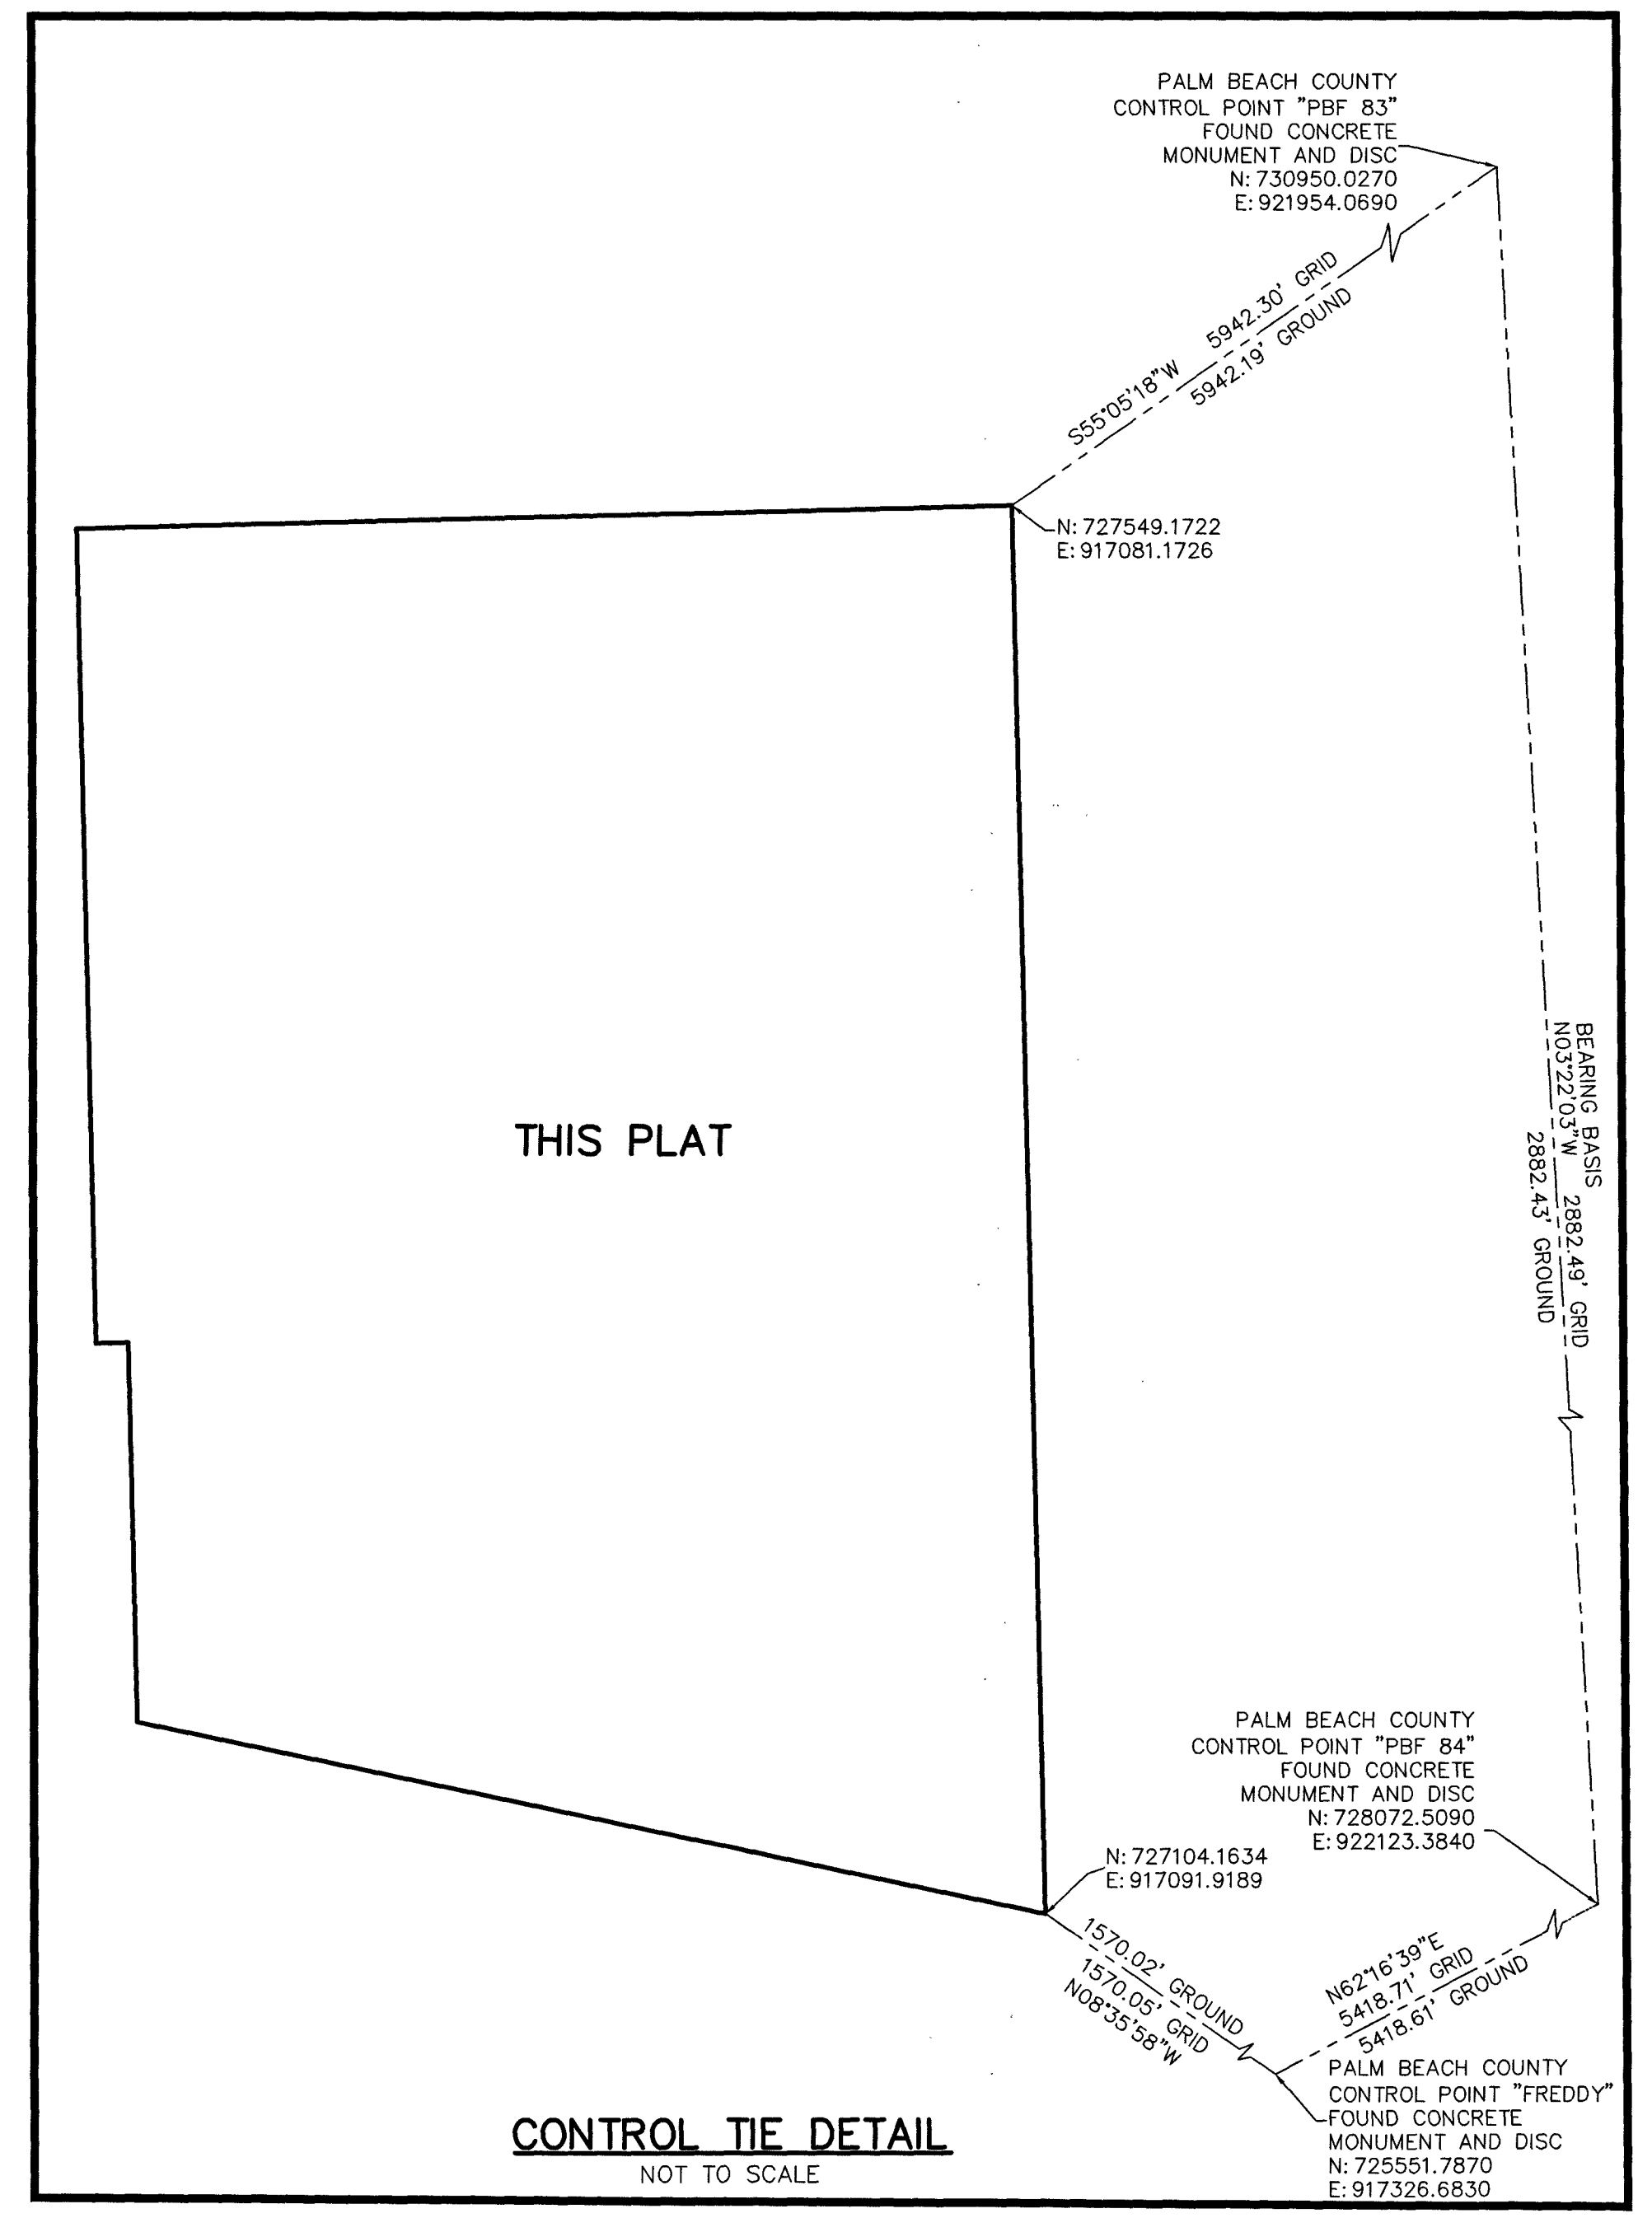 PALM BEACH COUNTY
CONTROL POINT "PBF 83"
FOUND CONCRETE
MONUMENT AND DISC
N: 730950.0270
E: 921954.0690
S55°05'18"W
5942.30' GRID
5942.19' GROUND
N: 727549.1722
E: 917081.1726
THIS PLAT
BEARING BASIS
N03°22'03"W 2882.49' GRID
2882.43' GROUND
PALM BEACH COUNTY
CONTROL POINT "PBF 84"
FOUND CONCRETE
MONUMENT AND DISC
N: 728072.5090
E: 922123.3840
N: 727104.1634
E: 917091.9189
1570.02' GROUND
1570.05' GRID
N08°35'58"W
N62°16'39"E
5418.71' GRID
5418.61' GROUND
PALM BEACH COUNTY
CONTROL POINT "FREDDY"
FOUND CONCRETE
MONUMENT AND DISC
N: 725551.7870
E: 917326.6830
CONTROL TIE DETAIL
NOT TO SCALE